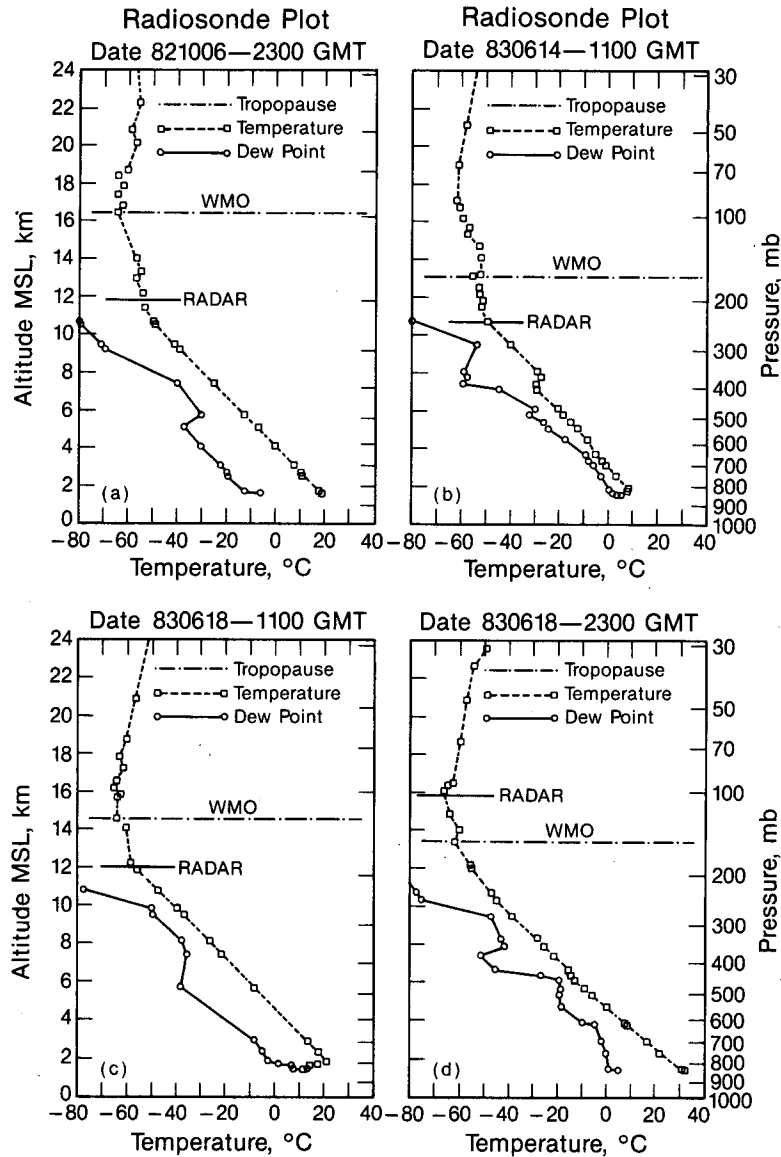 Radiosonde Plot
Date 821006—2300 GMT
24
22
20
18
16
14
12
10
8
6
4
2
0
Altitude MSL, km
Tropopause
Temperature
Dew Point
WMO
RADAR
(a)
−80 −60 −40 −20 0 20 40
Temperature, °C
Radiosonde Plot
Date 830614—1100 GMT
Tropopause
Temperature
Dew Point
WMO
RADAR
(b)
30
50
70
100
200
300
400
500
600
700
800
900
1000
Pressure, mb
−80 −60 −40 −20 0 20 40
Temperature, °C
Date 830618—1100 GMT
24
22
20
18
16
14
12
10
8
6
4
2
0
Altitude MSL, km
Tropopause
Temperature
Dew Point
WMO
RADAR
(c)
−80 −60 −40 −20 0 20 40
Temperature, °C
Date 830618—2300 GMT
Tropopause
Temperature
Dew Point
RADAR
WMO
(d)
30
50
70
100
200
300
400
500
600
700
800
900
1000
Pressure, mb
−80 −60 −40 −20 0 20 40
Temperature, °C